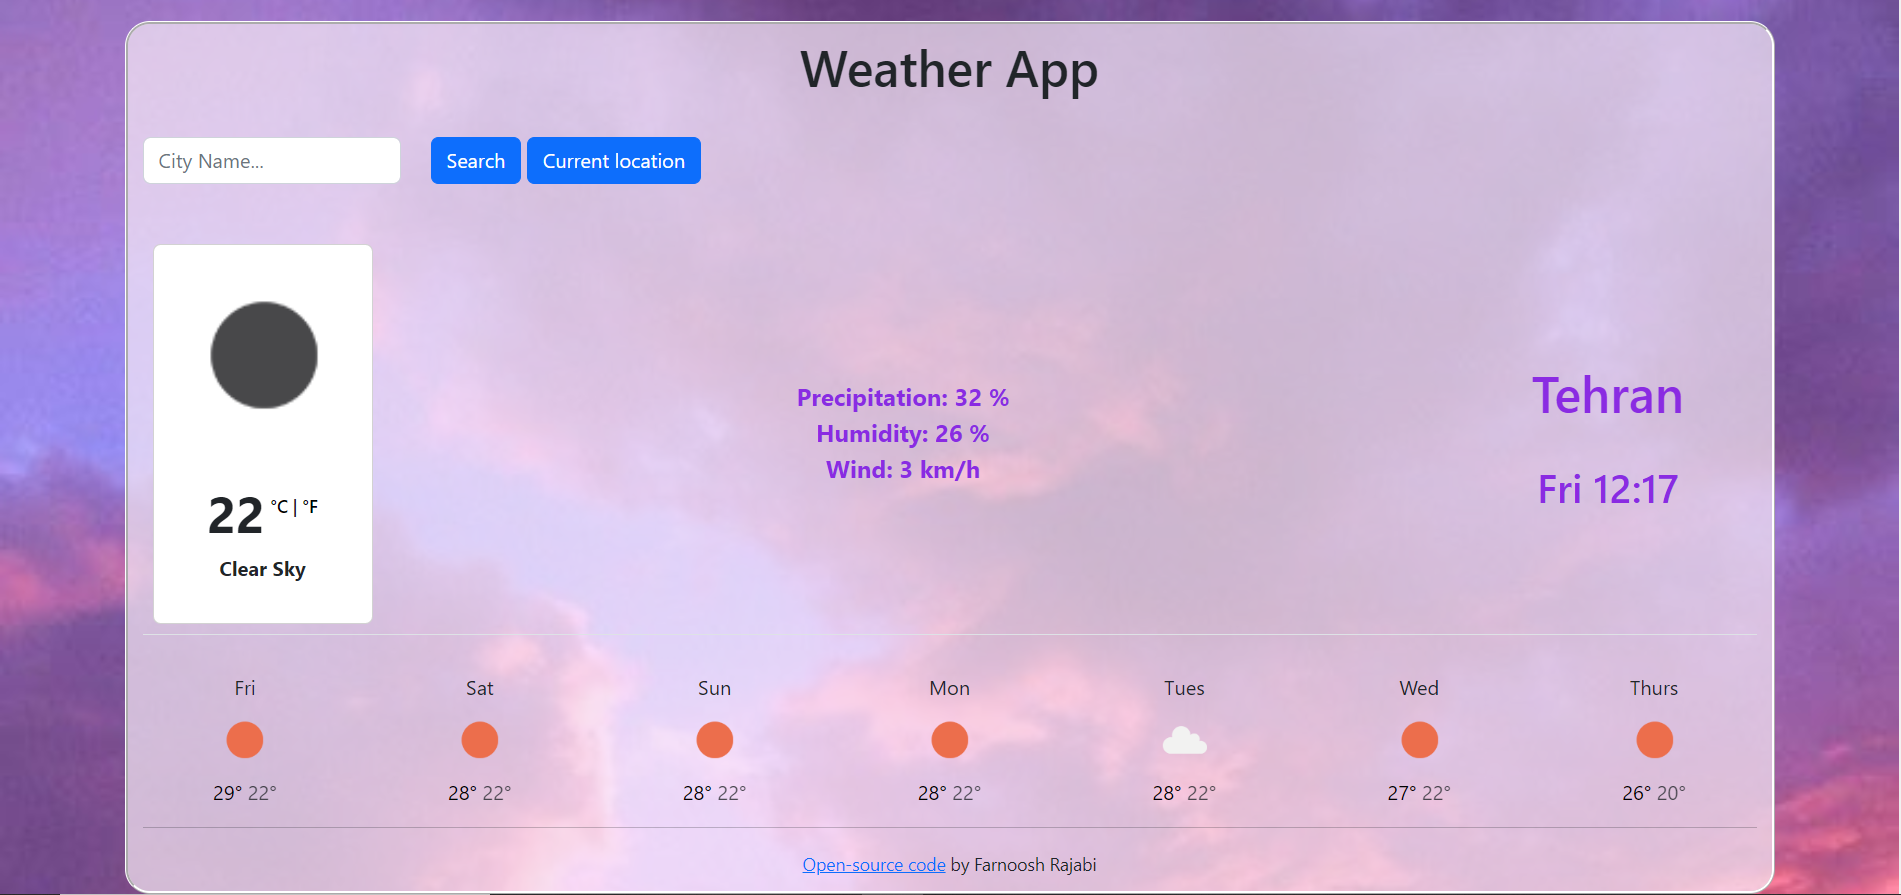 Weather App
City Name...
Search
Current location
22 °C | °F
Clear Sky
Precipitation: 32 %
Humidity: 26 %
Wind: 3 km/h
Tehran
Fri 12:17
Fri
29° 22°
Sat
28° 22°
Sun
28° 22°
Mon
28° 22°
Tues
28° 22°
Wed
27° 22°
Thurs
26° 20°
Open-source code by Farnoosh Rajabi